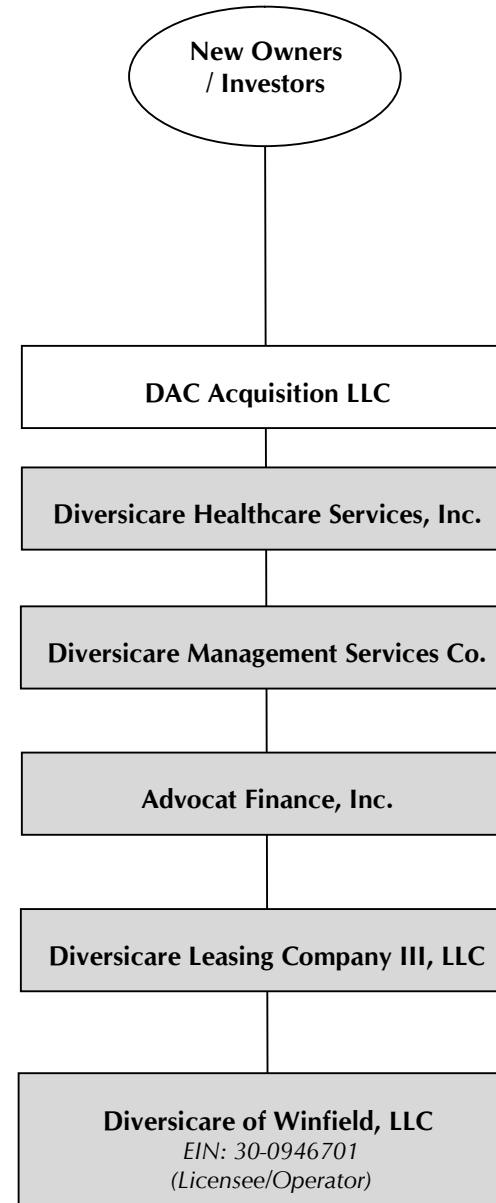 New Owners
/ Investors
DAC Acquisition LLC
Diversicare Healthcare Services, Inc.
Diversicare Management Services Co.
Advocat Finance, Inc.
Diversicare Leasing Company III, LLC
Diversicare of Winfield, LLC
EIN: 30-0946701
(Licensee/Operator)